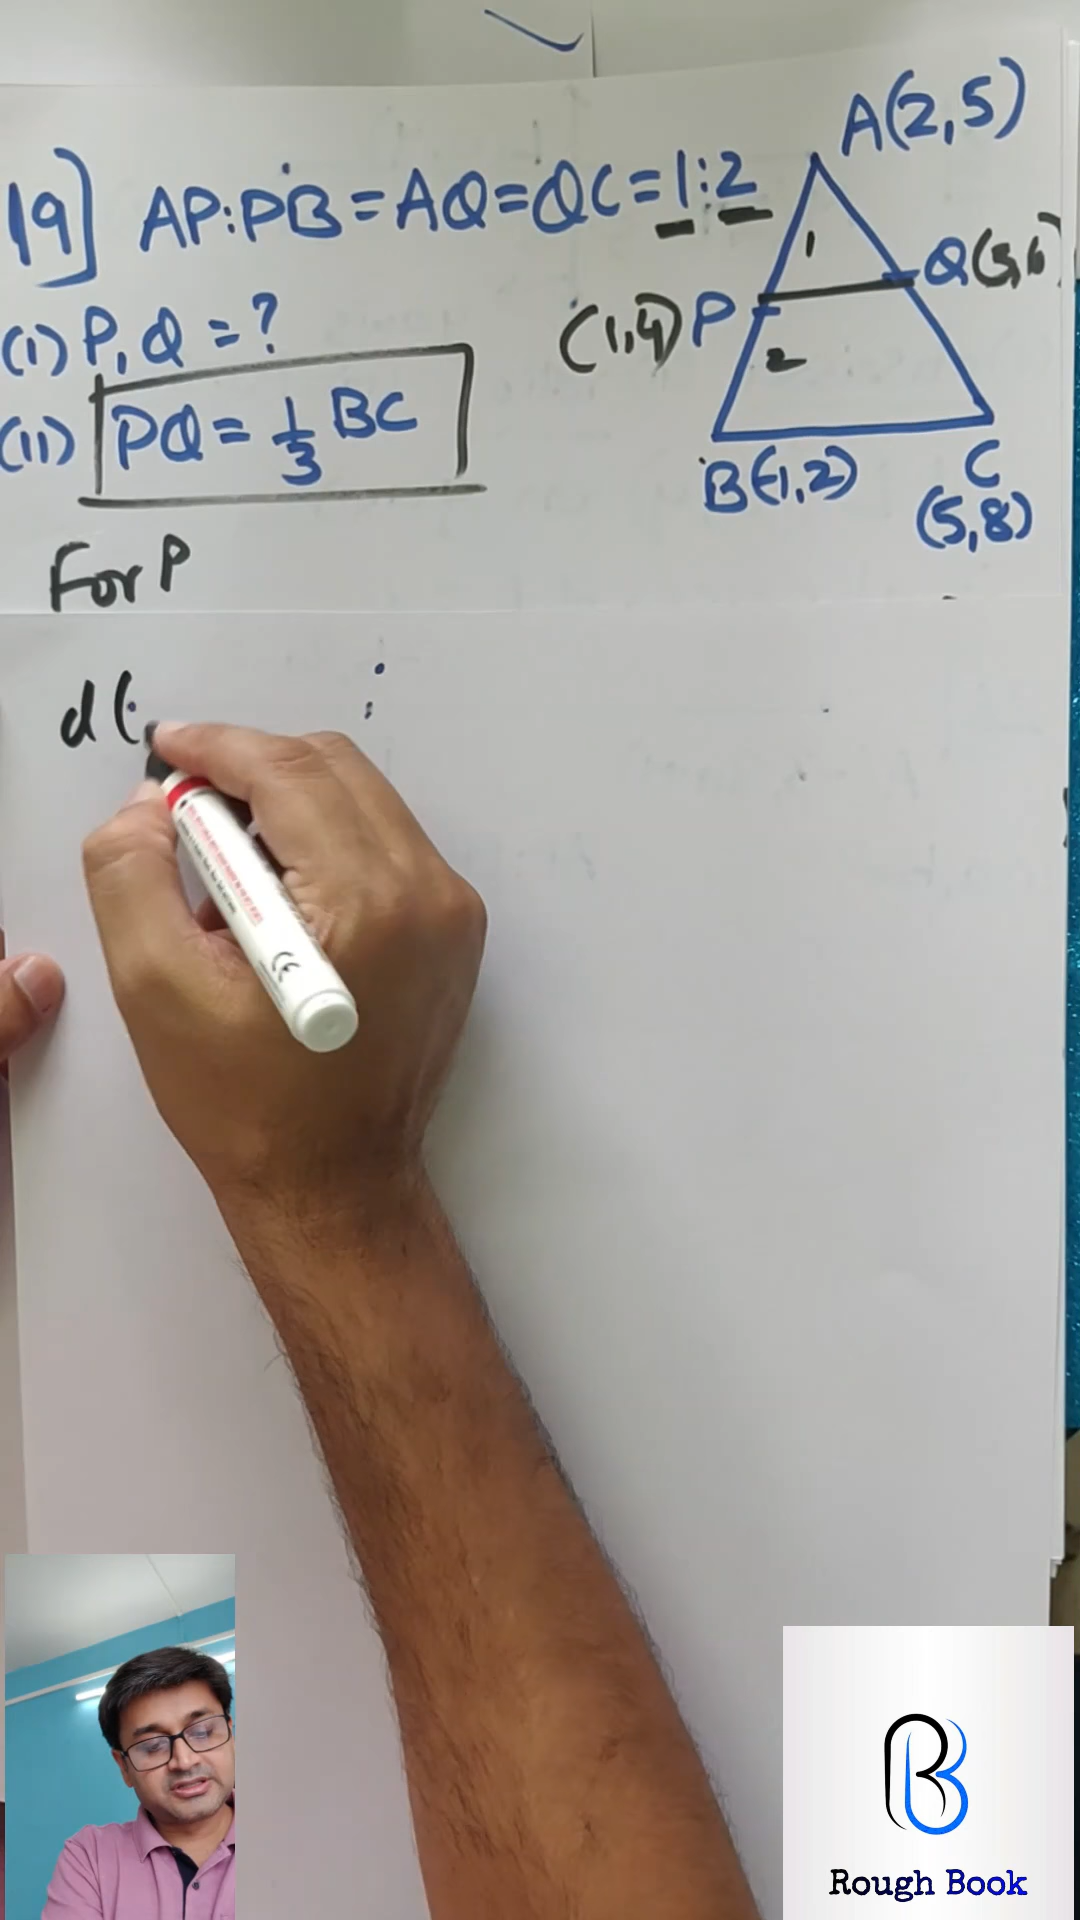 19] AP:PB = AQ = QC = 1:2
A(2,5)
(1) P, Q = ?
(1,4) P
1
Q(3,6)
2
(11) PQ = 1/3 BC
B(-1,2)
C
(5,8)
For P
d(
CE
B
Rough Book